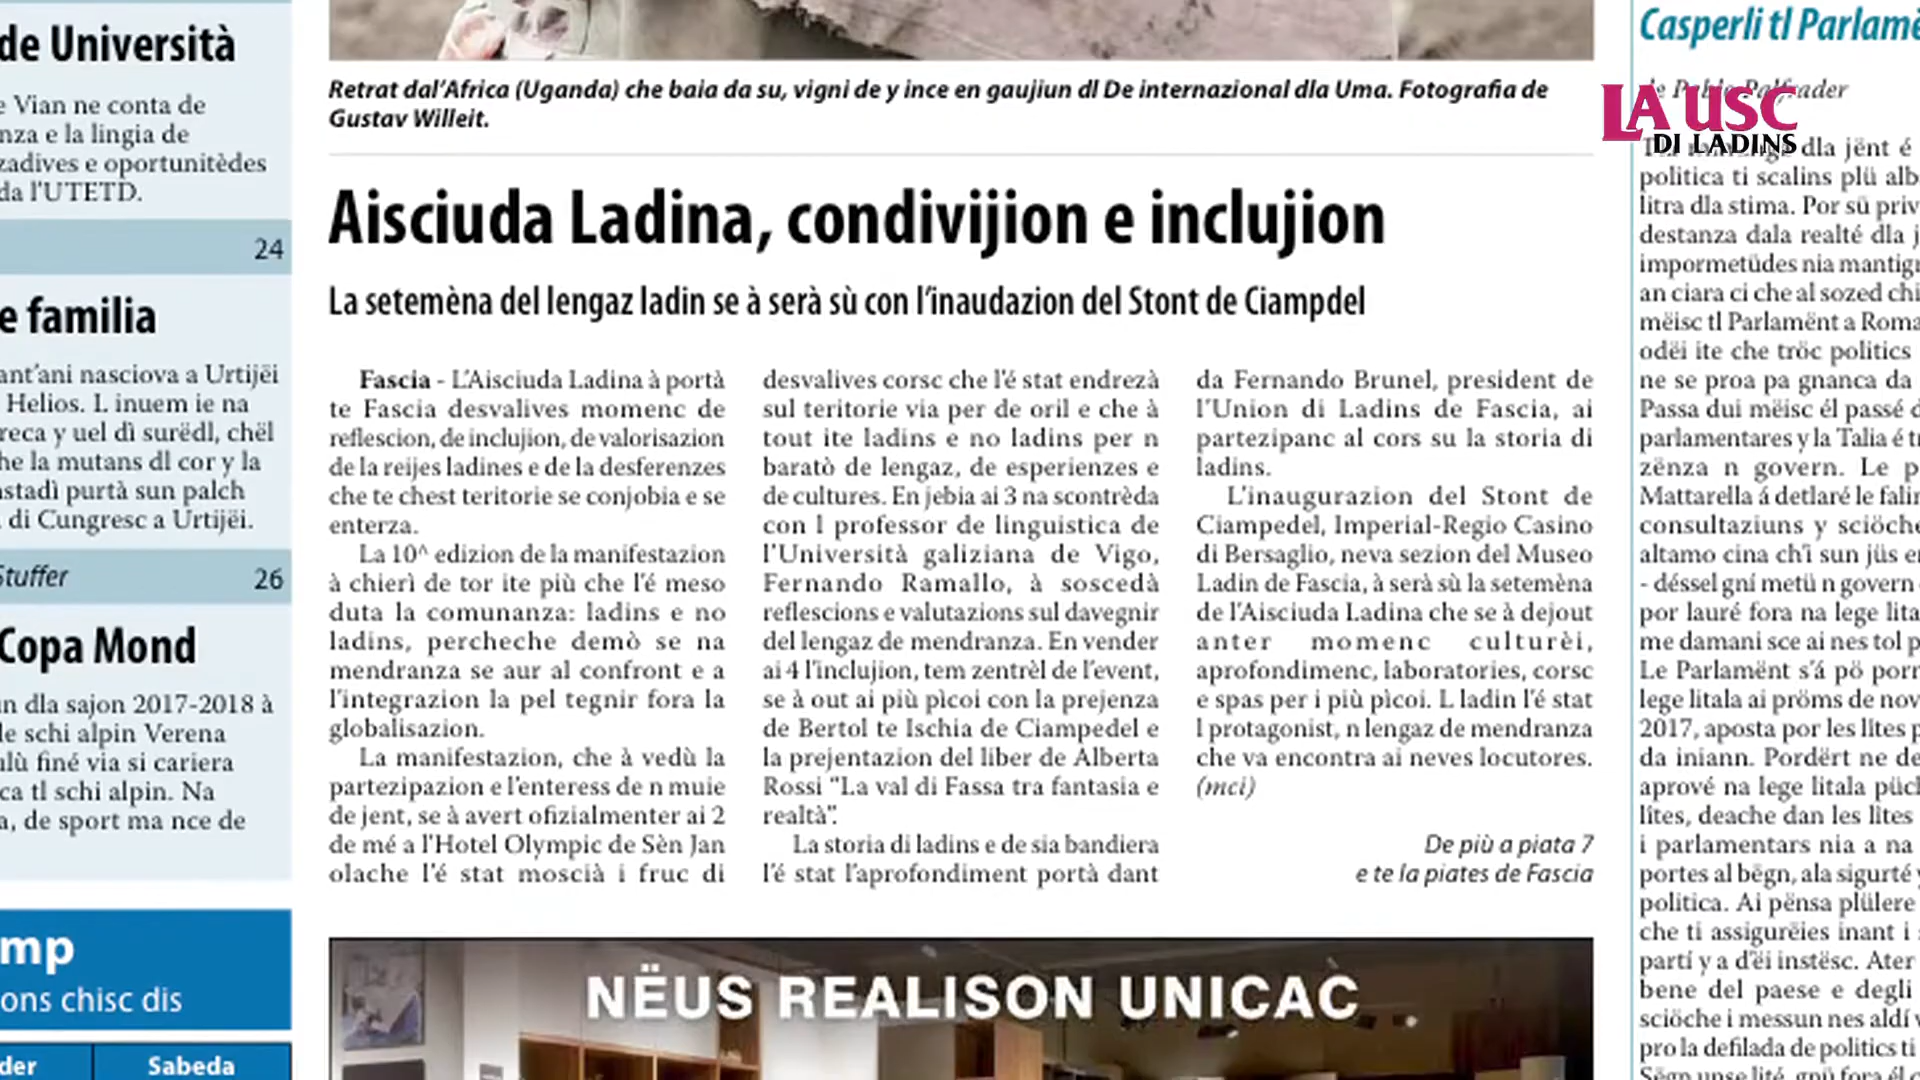 de Università
e Vian ne conta de
nza e la lingia de
zadives e oportunitèdes
da l'UTETD.
24
e familia
ant'ani nasciova a Urtijëi
Helios. L inuem ie na
reca y uel dì surëdl, chël
he la mutans dl cor y la
stadì purtà sun palch
di Cungresc a Urtijëi.
Stuffer 26
Copa Mond
n dla sajon 2017-2018 à
le schi alpin Verena
ulù finé via si cariera
ca tl schi alpin. Na
a, de sport ma nce de
mp
ons chisc dis
der Sabeda
Retrat dal'Africa (Uganda) che baia da su, vigni de y ince en gaujiun dl De internazional dla Uma. Fotografia de
Gustav Willeit.
Aisciuda Ladina, condivijion e inclujion
La setemèna del lengaz ladin se à serà sù con l'inaudazion del Stont de Ciampdel
Fascia - L'Aisciuda Ladina à portà
te Fascia desvalives momenc de
reflescion, de inclujion, de valorisazion
de la reijes ladines e de la desferenzes
che te chest teritorie se conjobia e se
enterza.
La 10^ edizion de la manifestazion
à chierì de tor ite più che l'é meso
duta la comunanza: ladins e no
ladins, percheche demò se na
mendranza se aur al confront e a
l'integrazion la pel tegnir fora la
globalisazion.
La manifestazion, che à vedù la
partezipazion e l'enteress de n muie
de jent, se à avert ofizialmenter ai 2
de mé a l'Hotel Olympic de Sèn Jan
olache l'é stat moscià i fruc di
desvalives corsc che l'é stat endrezà
sul teritorie via per de oril e che à
tout ite ladins e no ladins per n
baratò de lengaz, de esperienzes e
de cultures. En jebia ai 3 na scontrèda
con l professor de linguistica de
l'Università galiziana de Vigo,
Fernando Ramallo, à soscedà
reflescions e valutazions sul davegnir
del lengaz de mendranza. En vender
ai 4 l'inclujion, tem zentrèl de l'event,
se à out ai più pìcoi con la prejenza
de Bertol te Ischia de Ciampedel e
la prejentazion del liber de Alberta
Rossi "La val di Fassa tra fantasia e
realtà".
La storia di ladins e de sia bandiera
l'é stat l'aprofondiment portà dant
da Fernando Brunel, president de
l'Union di Ladins de Fascia, ai
partezipanc al cors su la storia di
ladins.
L'inaugurazion del Stont de
Ciampedel, Imperial-Regio Casino
di Bersaglio, neva sezion del Museo
Ladin de Fascia, à serà sù la setemèna
de l'Aisciuda Ladina che se à dejout
anter momenc culturèi,
aprofondimenc, laboratories, corsc
e spas per i più pìcoi. L ladin l'é stat
l protagonist, n lengaz de mendranza
che va encontra ai neves locutores.
(mci)
De più a piata 7
e te la piates de Fascia
NËUS REALISON UNICAC
Casperli tl Parlamë
LA USC
DI LADINS
dla jënt é
politica ti scalins plü alb
litra dla stima. Por sü priv
destanza dala realté dla j
impormetüdes nia mantign
an ciara ci che al sozed chi
mëisc tl Parlamënt a Roma
odëi ite che tröc politics
ne se proa pa gnanca da
Passa dui mëisc él passé d
parlamentares y la Talia é tr
zënza n govern. Le p
Mattarella á detlaré le falin
consultaziuns y sciöche
altamo cina ch'i sun jüs en
- déssel gní metü n govern
por lauré fora na lege lita
me damani sce ai nes tol p
Le Parlamënt s'á pö porr
lege litala ai pröms de nov
2017, aposta por les lites p
da iniann. Pordërt ne de
aprové na lege litala püch
lîtes, deache dan les lîtes
i parlamentars nia a na
portes al bëgn, ala sigurté y
politica. Ai pënsa plülere
che ti assigurëies inant i
partí y a dëi instësc. Ater
bene del paese e degli
sciöche i messun nes aldí v
pro la defilada de politics ti